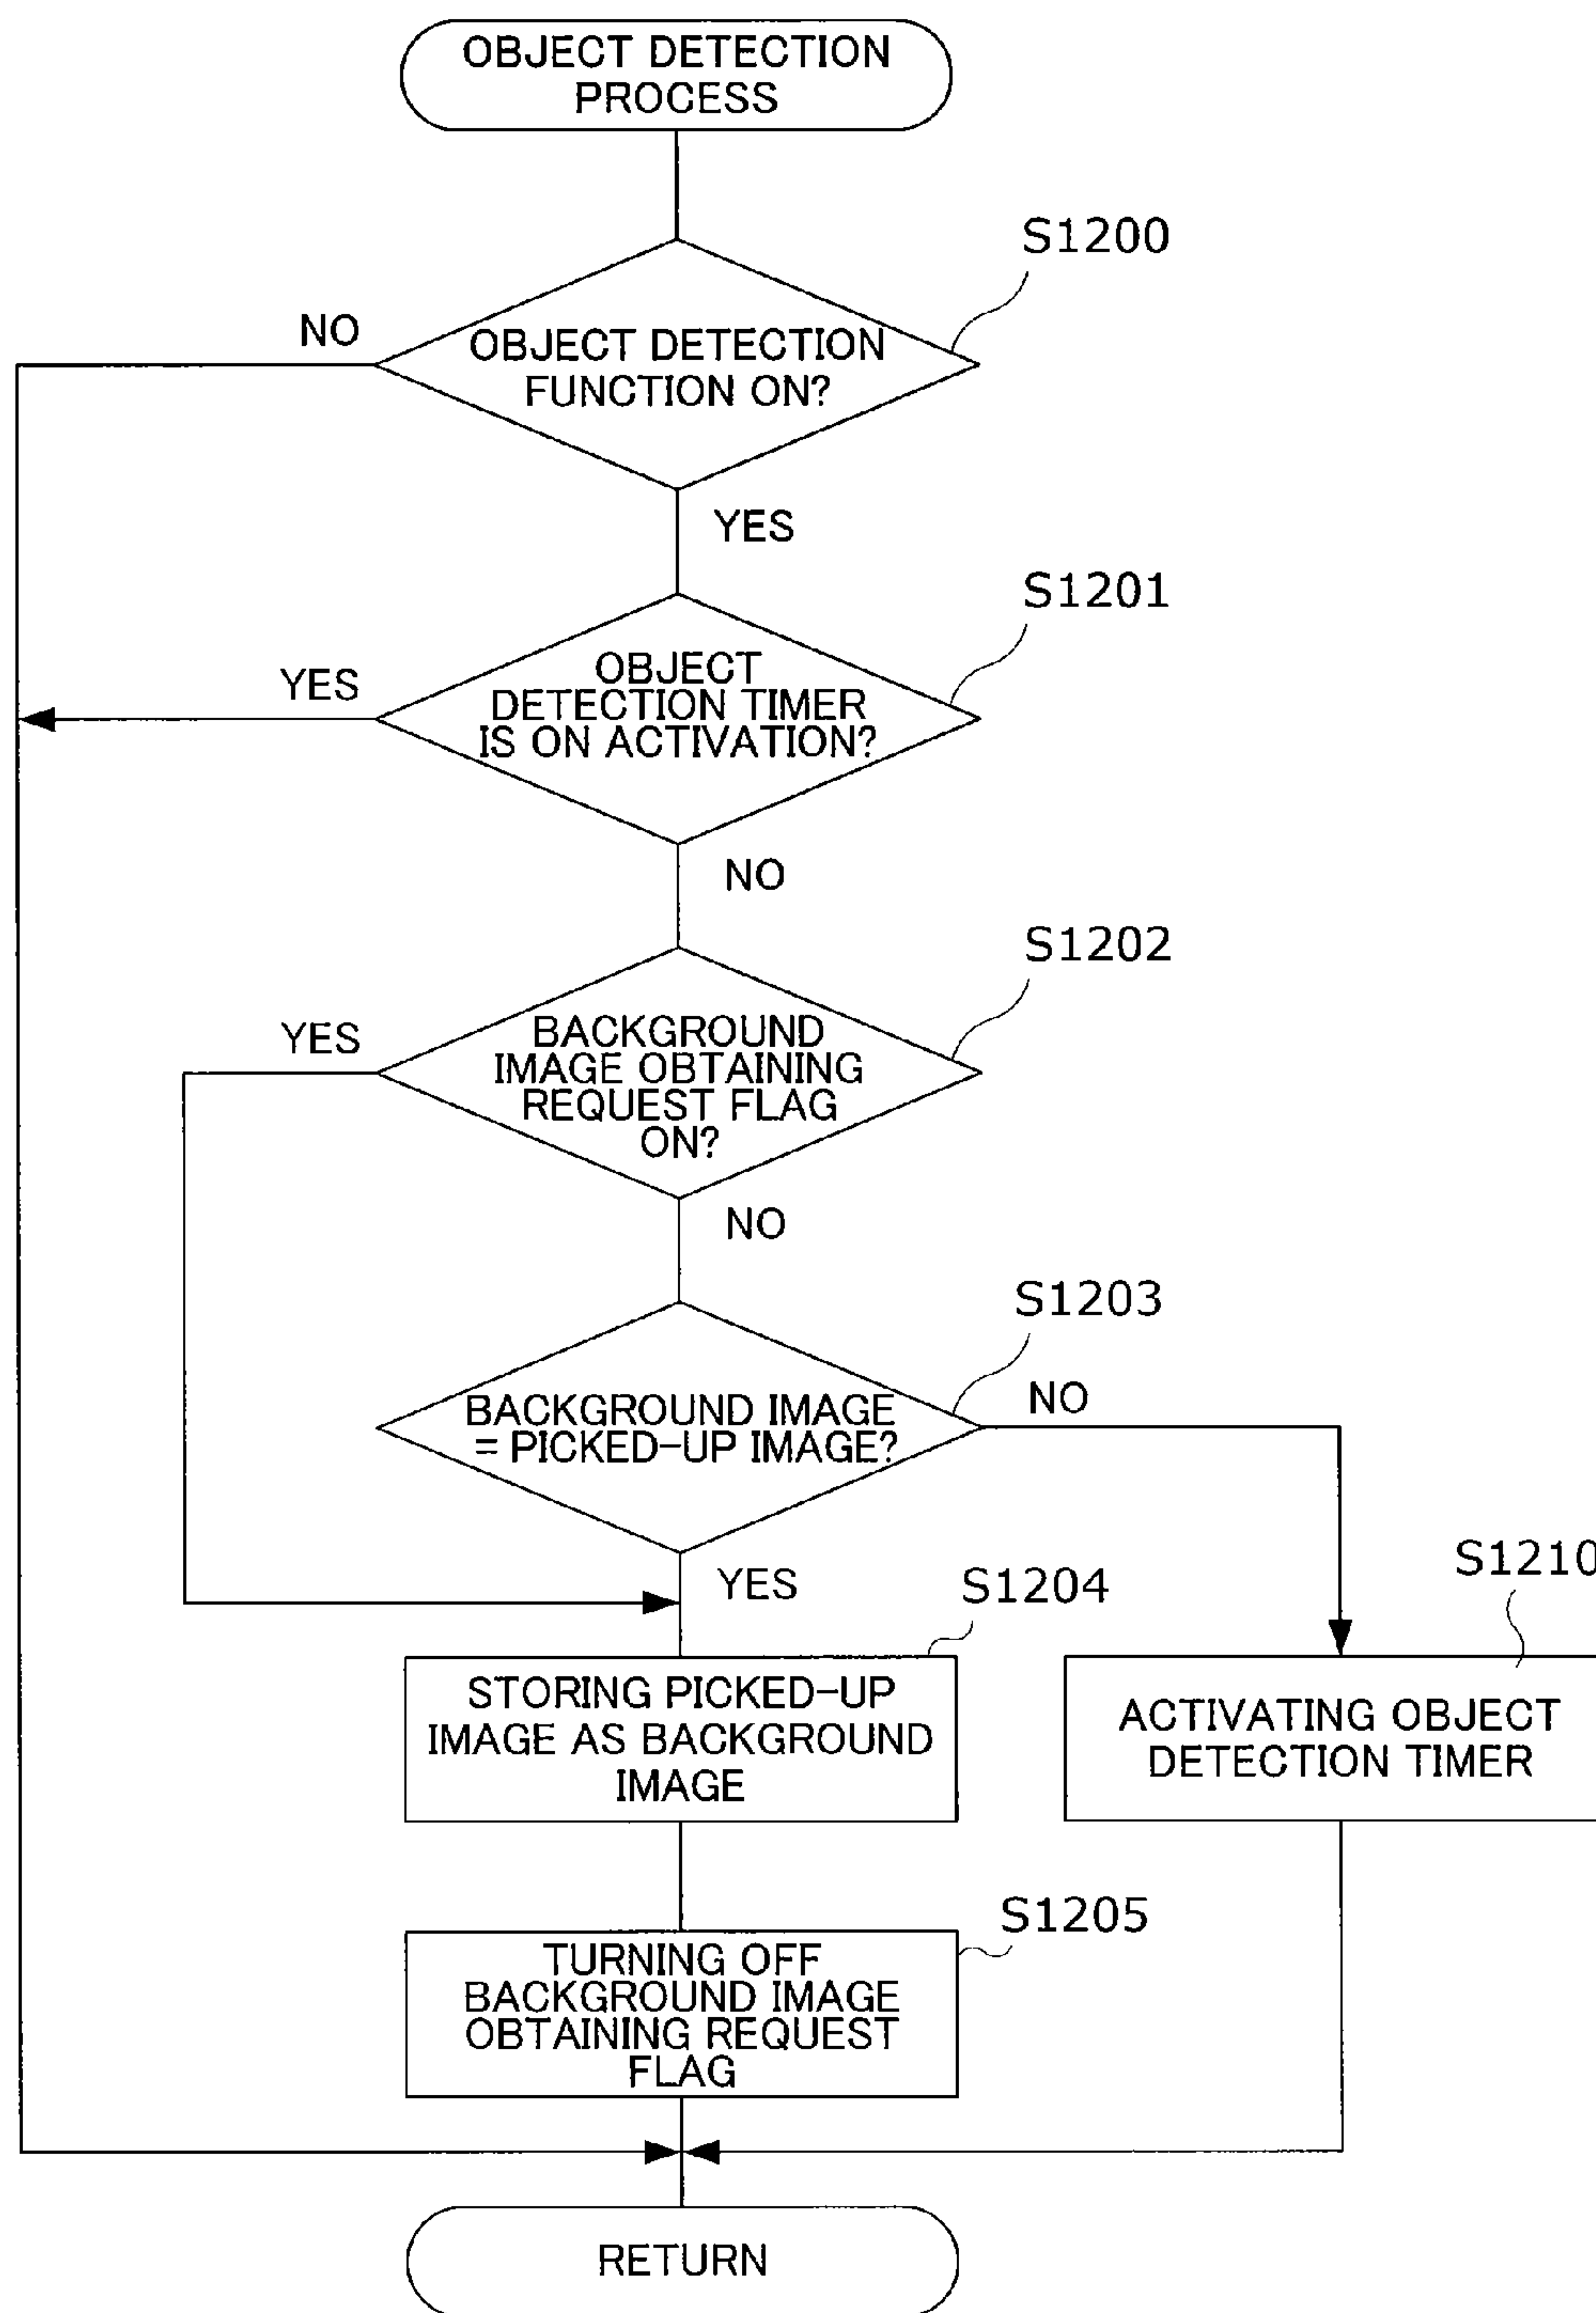 OBJECT DETECTION
PROCESS
S1200
NO
OBJECT DETECTION
FUNCTION ON?
YES
S1201
YES
OBJECT
DETECTION TIMER
IS ON ACTIVATION?
NO
S1202
YES
BACKGROUND
IMAGE OBTAINING
REQUEST FLAG
ON?
NO
S1203
NO
BACKGROUND IMAGE
= PICKED-UP IMAGE?
YES
S1204
S1210
STORING PICKED-UP
IMAGE AS BACKGROUND
IMAGE
ACTIVATING OBJECT
DETECTION TIMER
S1205
TURNING OFF
BACKGROUND IMAGE
OBTAINING REQUEST
FLAG
RETURN